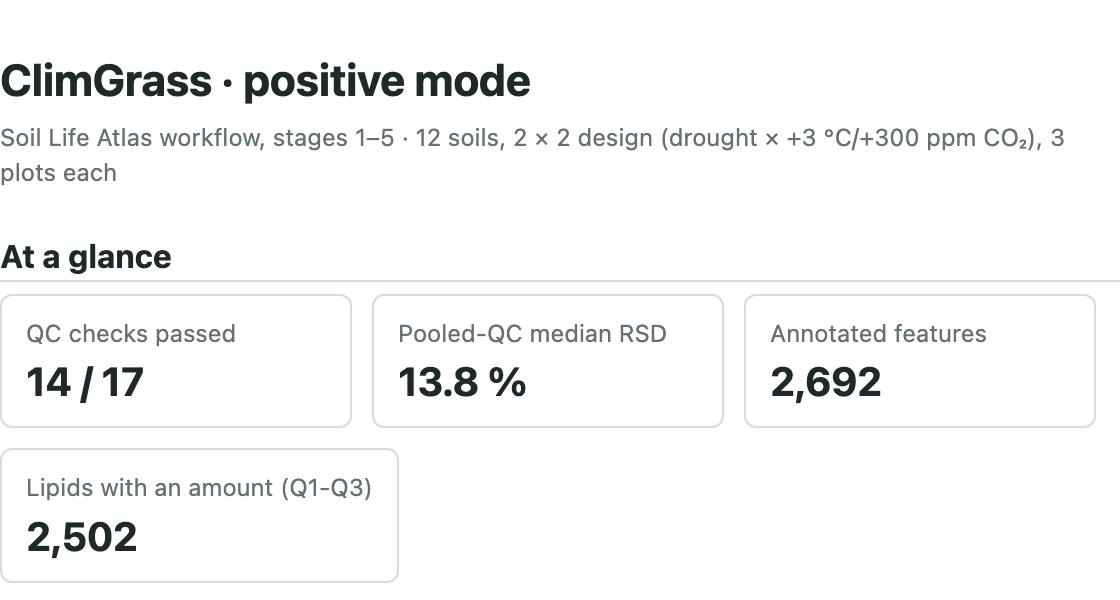 ClimGrass · positive mode
Soil Life Atlas workflow, stages 1–5 · 12 soils, 2 × 2 design (drought × +3 °C/+300 ppm CO₂), 3
plots each
At a glance
QC checks passed
14 / 17
Pooled-QC median RSD
13.8 %
Annotated features
2,692
Lipids with an amount (Q1-Q3)
2,502